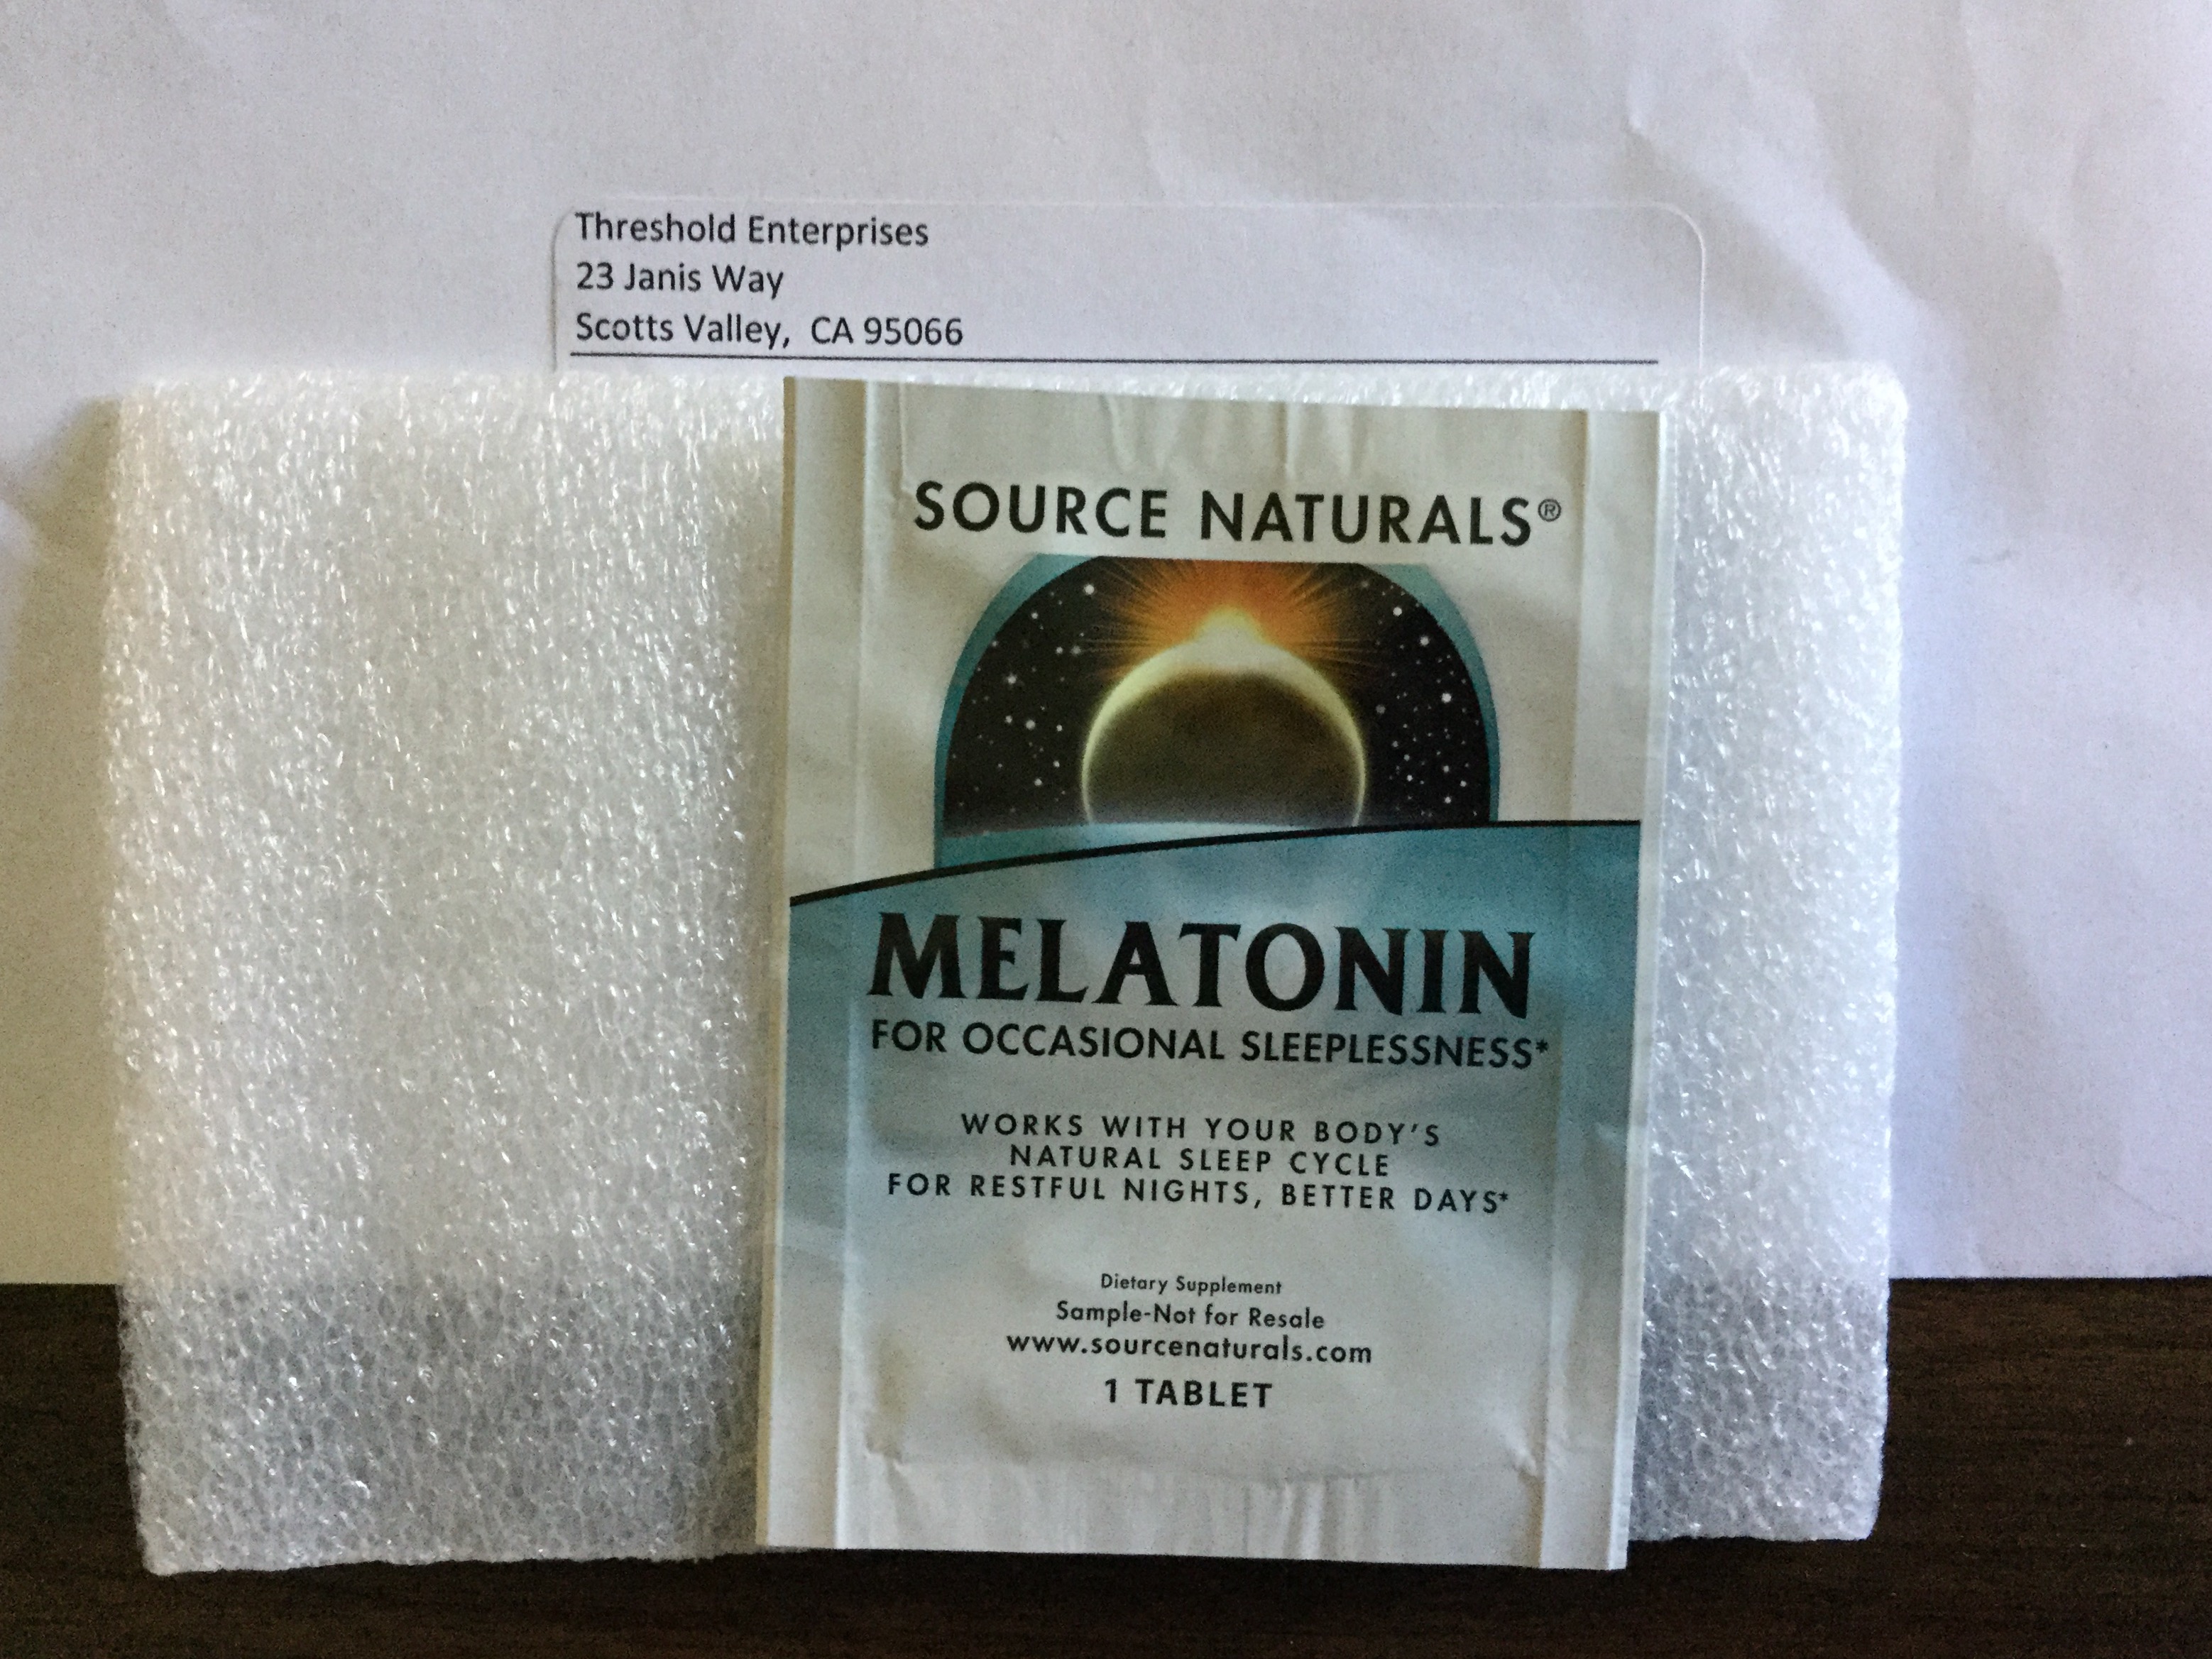 Threshold Enterprises
23 Janis Way
Scotts Valley, CA 95066
SOURCE NATURALS®
MELATONIN
FOR OCCASIONAL SLEEPLESSNESS*
WORKS WITH YOUR BODY'S
NATURAL SLEEP CYCLE
FOR RESTFUL NIGHTS, BETTER DAYS*
Dietary Supplement
Sample-Not for Resale
www.sourcenaturals.com
1 TABLET